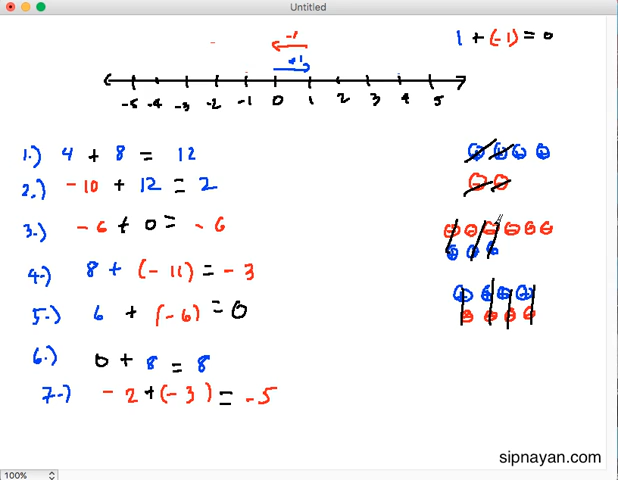 Untitled
1 + (-1) = 0
-1
+1
-5 -4 -3 -2 -1 0 1 2 3 4 5
1.) 4 + 8 = 12
2.) -10 + 12 = 2
3.) -6 + 0 = -6
4.) 8 + (-11) = -3
5.) 6 + (-6) = 0
6.) 0 + 8 = 8
7.) -2 + (-3) = -5
sipnayan.com
100%